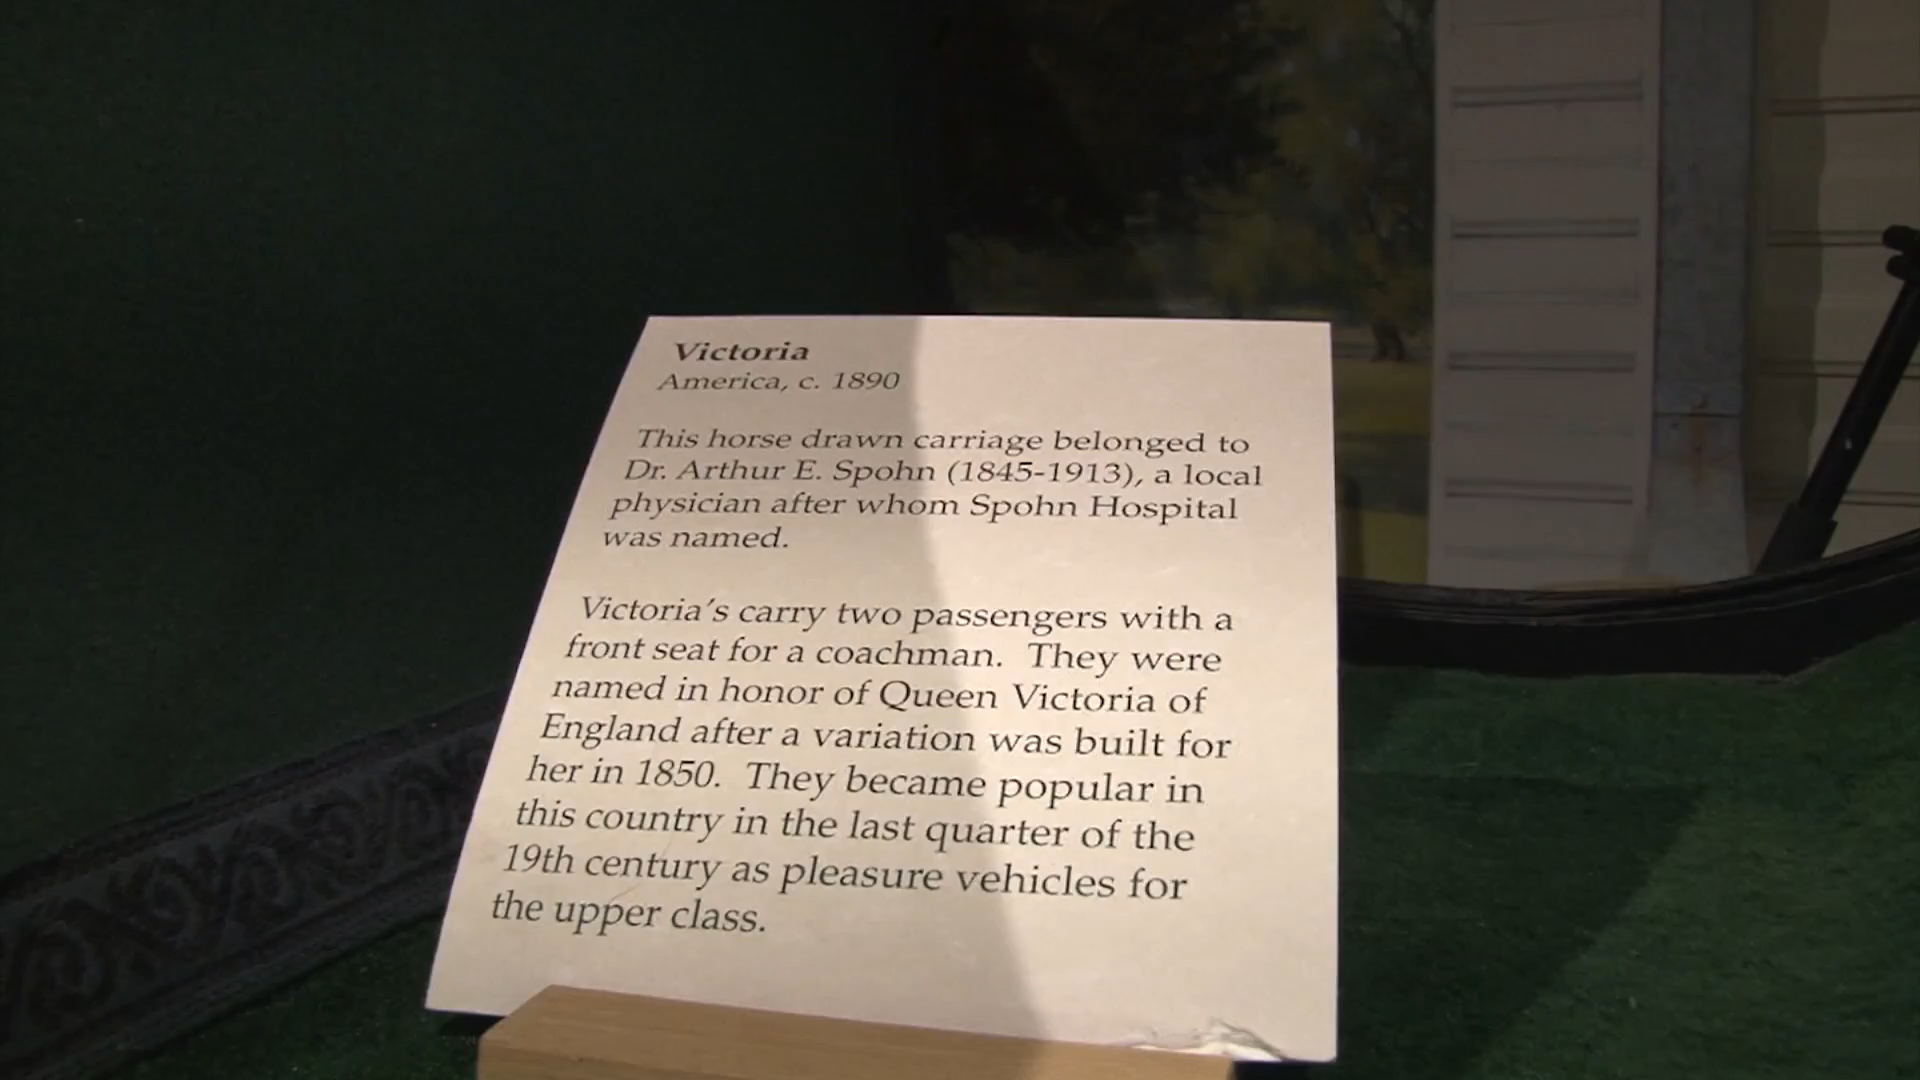 Victoria
America, c. 1890
This horse drawn carriage belonged to
Dr. Arthur E. Spohn (1845-1913), a local
physician after whom Spohn Hospital
was named.
Victoria's carry two passengers with a
front seat for a coachman. They were
named in honor of Queen Victoria of
England after a variation was built for
her in 1850. They became popular in
this country in the last quarter of the
19th century as pleasure vehicles for
the upper class.